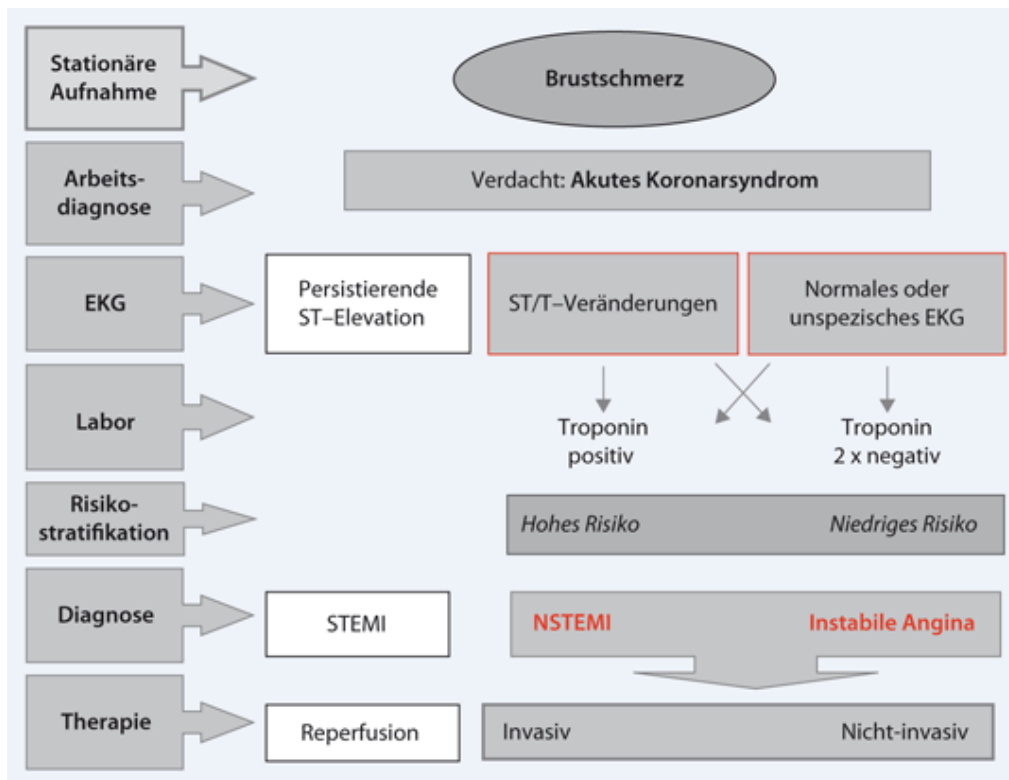 Stationäre
Aufnahme
Brustschmerz
Arbeits-
diagnose
Verdacht: Akutes Koronarsyndrom
EKG
Persistierende
ST–Elevation
ST/T–Veränderungen
Normales oder
unspezisches EKG
Labor
Troponin
positiv
Troponin
2 x negativ
Risiko-
stratifikation
Hohes Risiko
Niedriges Risiko
Diagnose
STEMI
NSTEMI
Instabile Angina
Therapie
Reperfusion
Invasiv
Nicht-invasiv